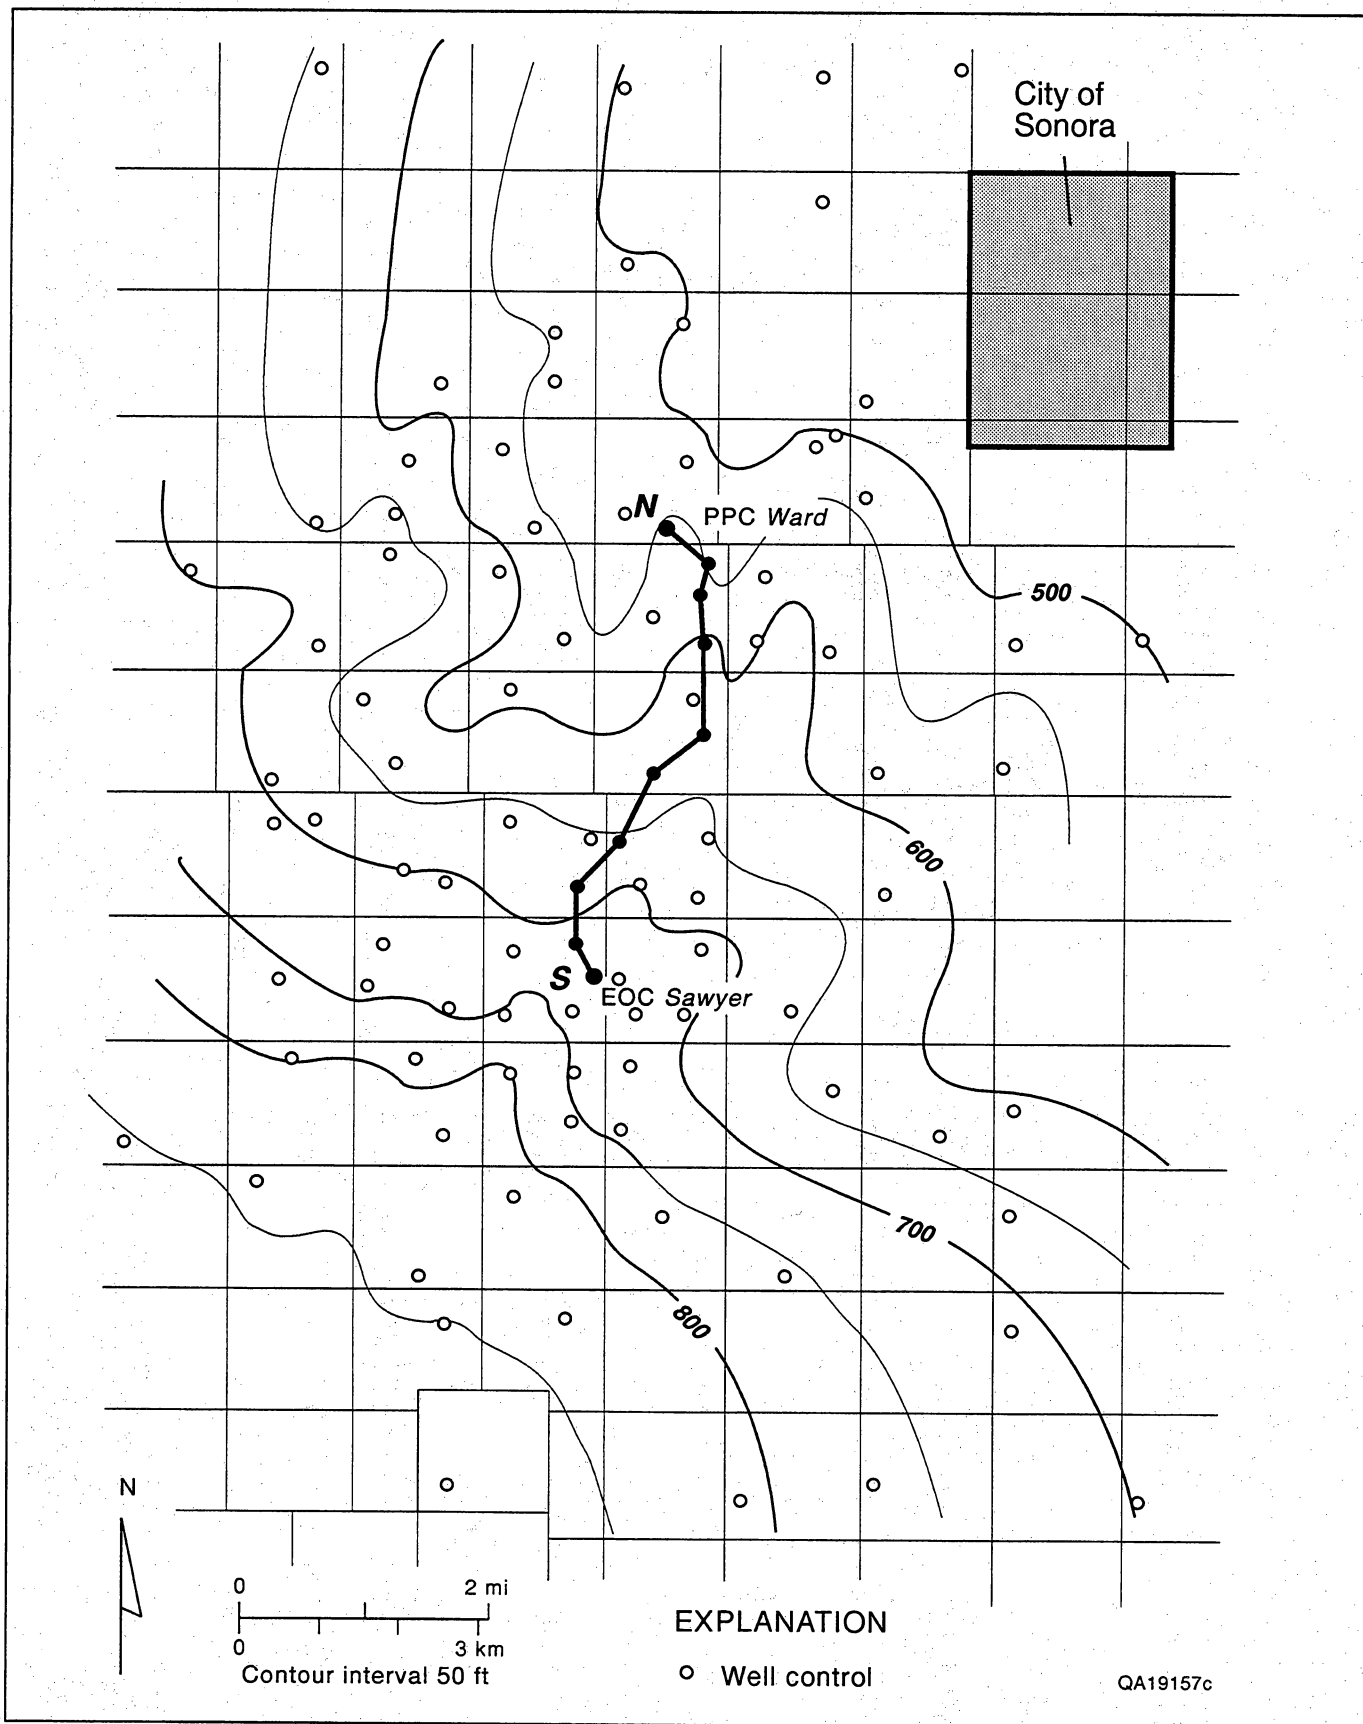 City of
Sonora
N
PPC Ward
500
600
S
EOC Sawyer
700
800
N
0 2 mi
0 3 km
Contour interval 50 ft
EXPLANATION
Well control
QA19157c